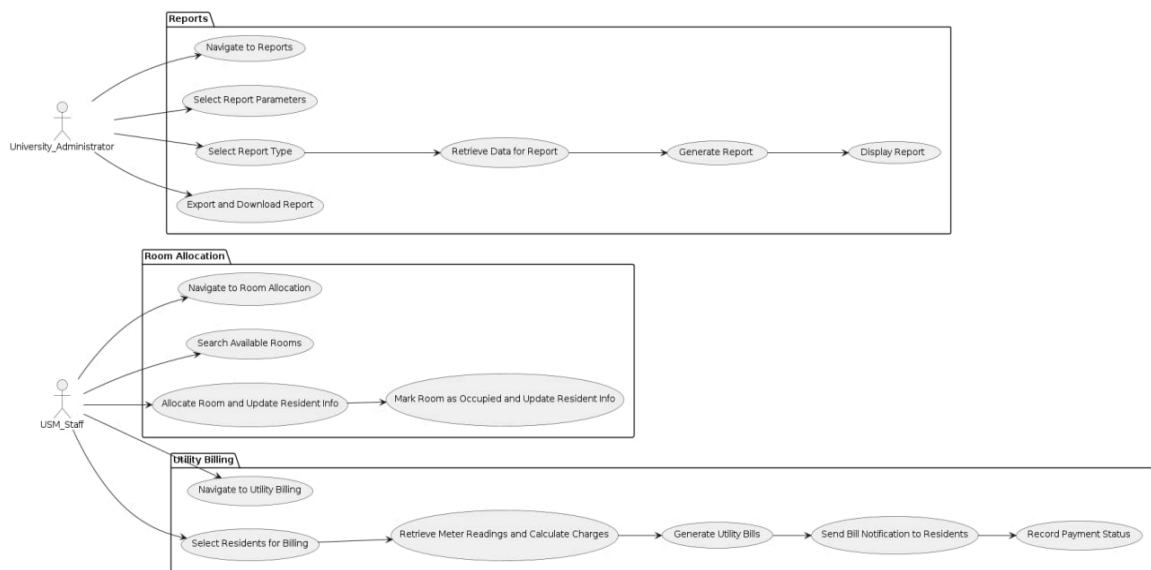 Reports
Navigate to Reports
Select Report Parameters
University_Administrator
Select Report Type
Retrieve Data for Report
Generate Report
Display Report
Export and Download Report
Room Allocation
Navigate to Room Allocation
Search Available Rooms
Allocate Room and Update Resident Info
Mark Room as Occupied and Update Resident Info
USM_Staff
Utility Billing
Navigate to Utility Billing
Select Residents for Billing
Retrieve Meter Readings and Calculate Charges
Generate Utility Bills
Send Bill Notification to Residents
Record Payment Status